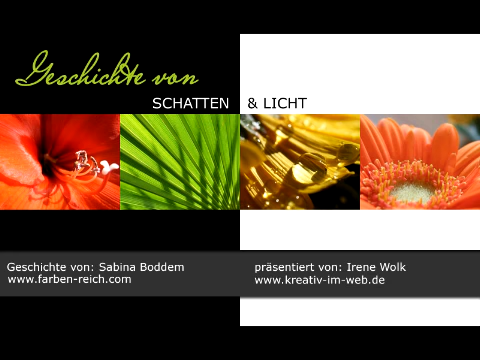 Geschichte von
SCHATTEN & LICHT
Geschichte von: Sabina Boddem
www.farben-reich.com
präsentiert von: Irene Wolk
www.kreativ-im-web.de